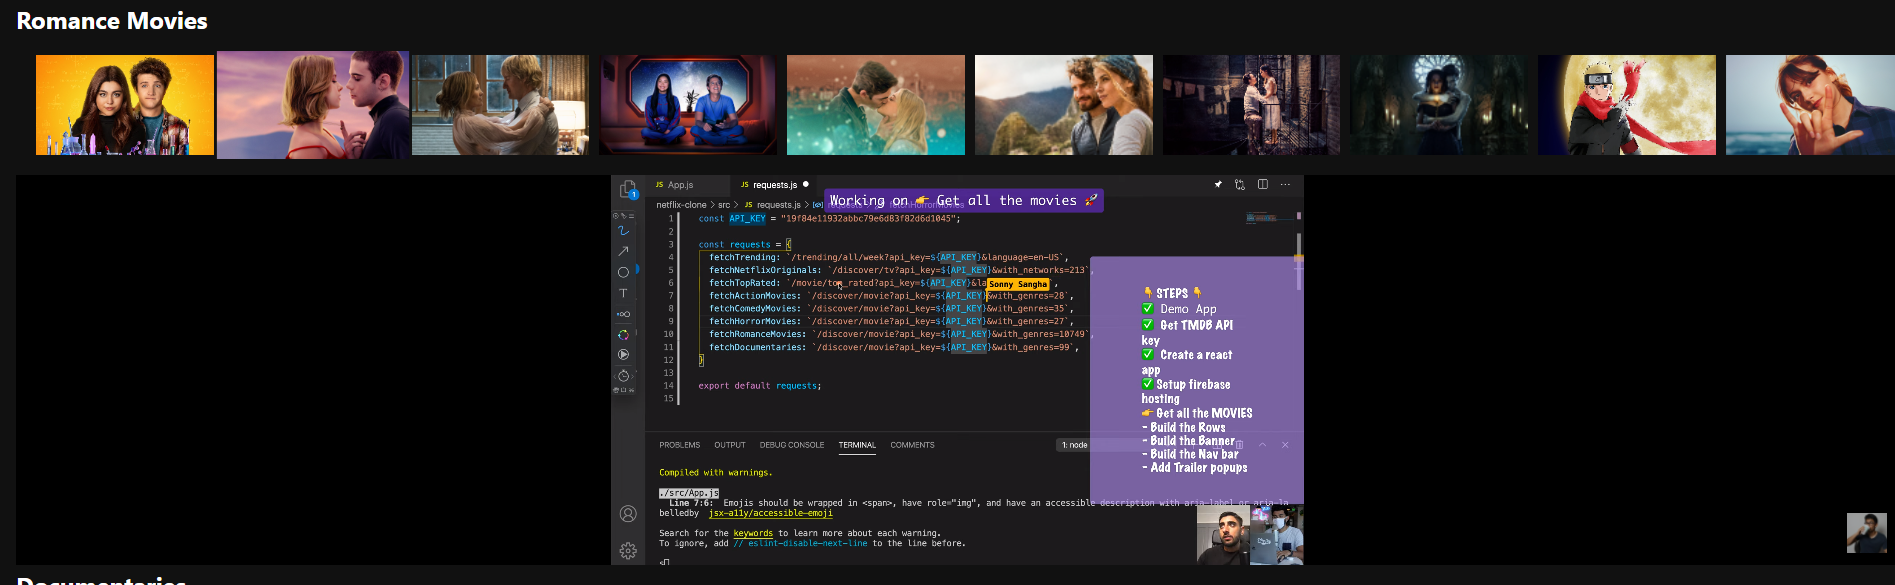 Romance Movies
JS App.js
JS requests.js
Working on 👉 Get all the movies 🚀
netflix-clone > src > JS requests.js >
1 const API_KEY = "19f84e11932abbc79e6d83f82d6d1045";
2
3 const requests = {
4 fetchTrending: `/trending/all/week?api_key=${API_KEY}&language=en-US`,
5 fetchNetflixOriginals: `/discover/tv?api_key=${API_KEY}&with_networks=213`,
6 fetchTopRated: `/movie/top_rated?api_key=${API_KEY}&la
Sonny Sangha
7 fetchActionMovies: `/discover/movie?api_key=${API_KEY}&with_genres=28`,
8 fetchComedyMovies: `/discover/movie?api_key=${API_KEY}&with_genres=35`,
9 fetchHorrorMovies: `/discover/movie?api_key=${API_KEY}&with_genres=27`,
10 fetchRomanceMovies: `/discover/movie?api_key=${API_KEY}&with_genres=10749`,
11 fetchDocumentaries: `/discover/movie?api_key=${API_KEY}&with_genres=99`,
12 }
13
14 export default requests;
15
👇 STEPS 👇
✅ Demo App
✅ Get TMDB API
key
✅ Create a react
app
✅ Setup firebase
hosting
👉 Get all the MOVIES
- Build the Rows
- Build the Banner
- Build the Nav bar
- Add Trailer popups
PROBLEMS OUTPUT DEBUG CONSOLE TERMINAL COMMENTS
1: node
Compiled with warnings.
./src/App.js
Line 7:6: Emojis should be wrapped in <span>, have role="img", and have an accessible description with aria-label or aria-la
belledby jsx-a11y/accessible-emoji
Search for the keywords to learn more about each warning.
To ignore, add // eslint-disable-next-line to the line before.
Documentaries